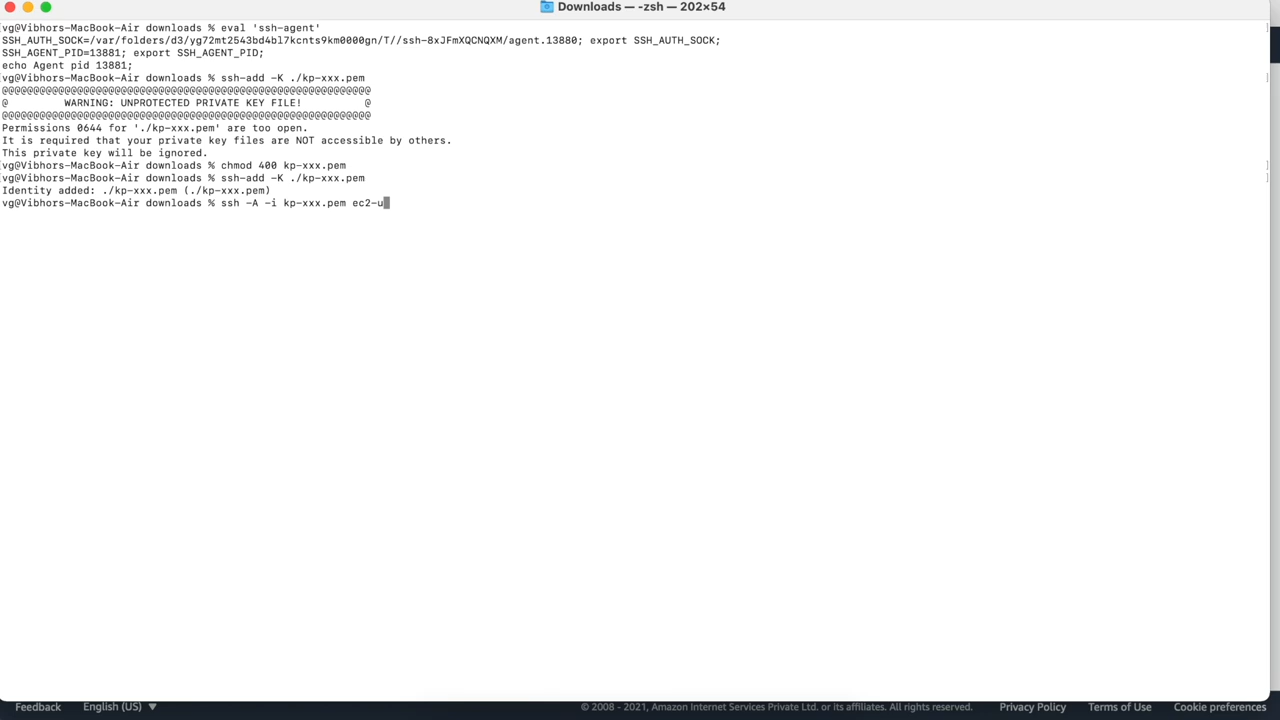 Downloads — -zsh — 202×54
[vg@Vibhors-MacBook-Air downloads % eval 'ssh-agent' ]
SSH_AUTH_SOCK=/var/folders/d3/yg72mt2543bd4bl7kcnts9km0000gn/T//ssh-8xJFmXQCNQXM/agent.13880; export SSH_AUTH_SOCK;
SSH_AGENT_PID=13881; export SSH_AGENT_PID;
echo Agent pid 13881;
[vg@Vibhors-MacBook-Air downloads % ssh-add -K ./kp-xxx.pem ]
@@@@@@@@@@@@@@@@@@@@@@@@@@@@@@@@@@@@@@@@@@@@@@@@@@@@@@@@@@@
@         WARNING: UNPROTECTED PRIVATE KEY FILE!          @
@@@@@@@@@@@@@@@@@@@@@@@@@@@@@@@@@@@@@@@@@@@@@@@@@@@@@@@@@@@
Permissions 0644 for './kp-xxx.pem' are too open.
It is required that your private key files are NOT accessible by others.
This private key will be ignored.
[vg@Vibhors-MacBook-Air downloads % chmod 400 kp-xxx.pem ]
[vg@Vibhors-MacBook-Air downloads % ssh-add -K ./kp-xxx.pem ]
Identity added: ./kp-xxx.pem (./kp-xxx.pem)
vg@Vibhors-MacBook-Air downloads % ssh -A -i kp-xxx.pem ec2-u
Feedback English (US) ▼ © 2008 - 2021, Amazon Internet Services Private Ltd. or its affiliates. All rights reserved. Privacy Policy Terms of Use Cookie preferences